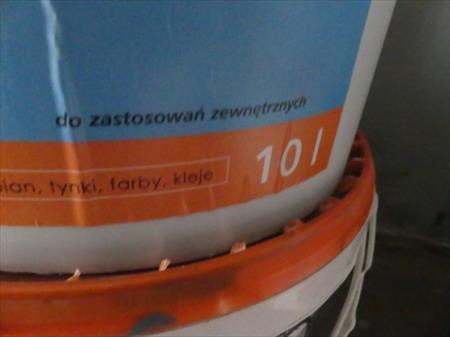 do zastosowań zewnętrznych
tynki, farby, kleje
10 l